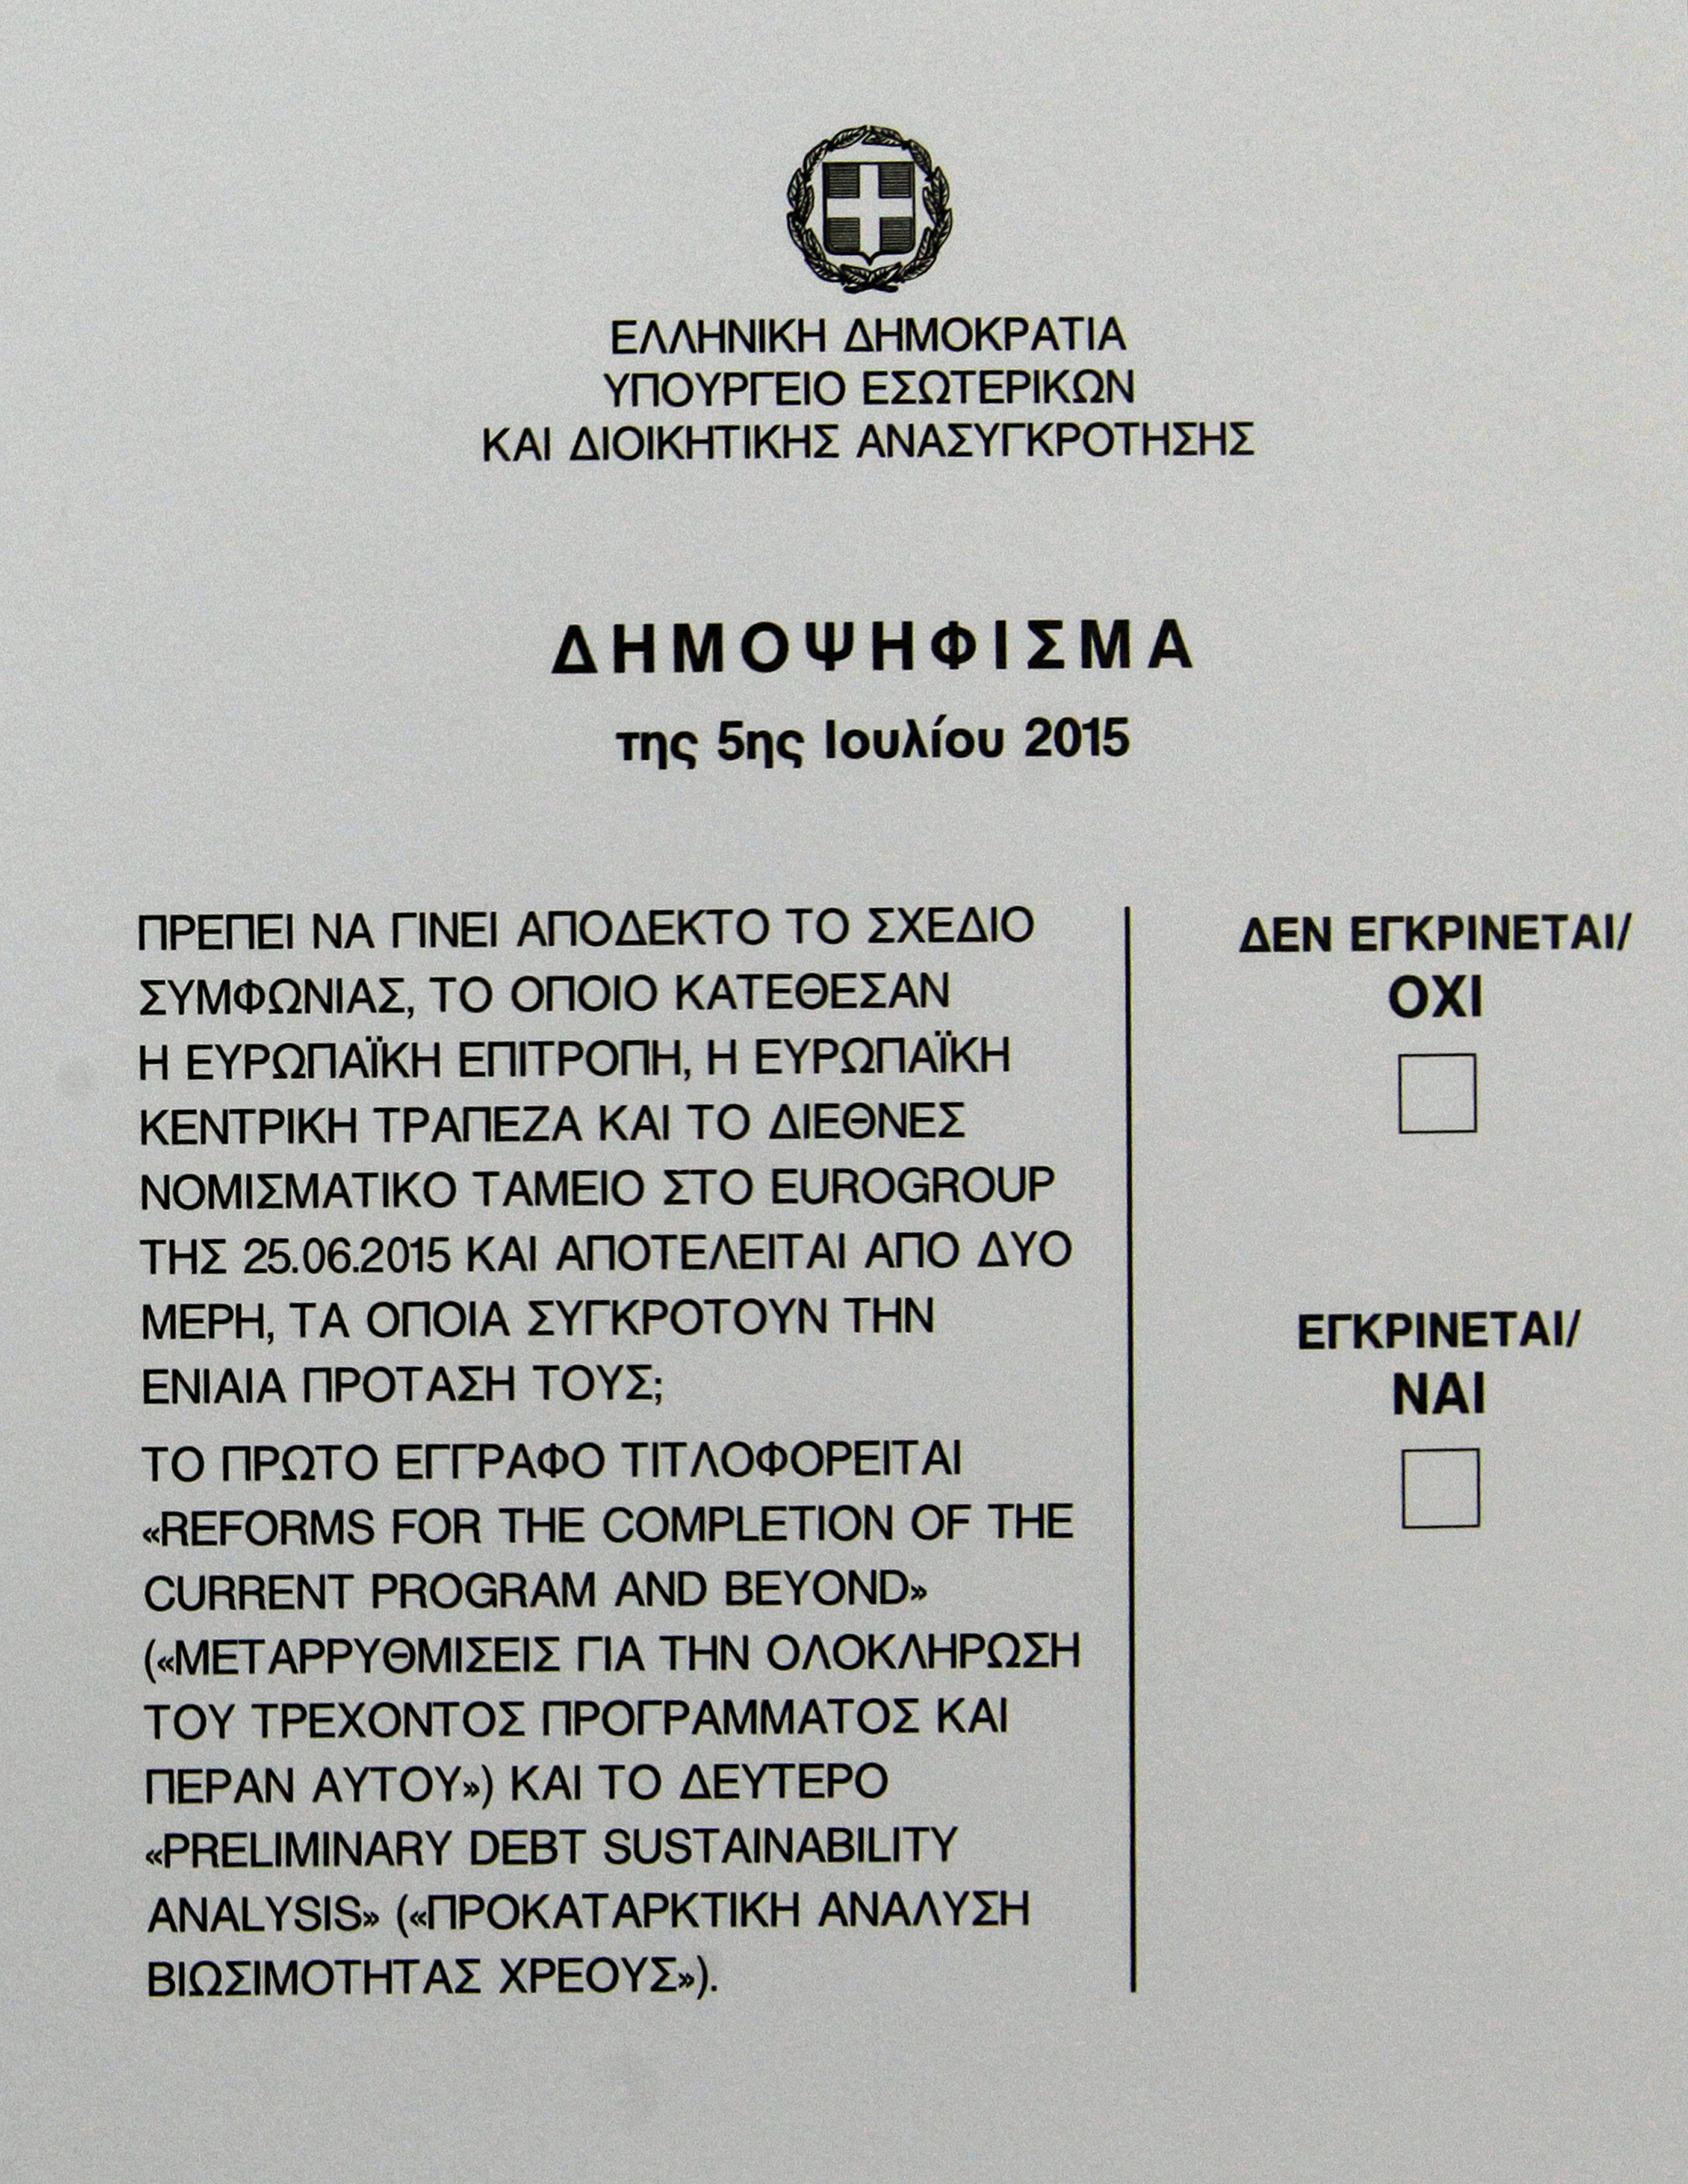 ΕΛΛΗΝΙΚΗ ΔΗΜΟΚΡΑΤΙΑ
ΥΠΟΥΡΓΕΙΟ ΕΣΩΤΕΡΙΚΩΝ
ΚΑΙ ΔΙΟΙΚΗΤΙΚΗΣ ΑΝΑΣΥΓΚΡΟΤΗΣΗΣ
ΔΗΜΟΨΗΦΙΣΜΑ
της 5ης Ιουλίου 2015
ΠΡΕΠΕΙ ΝΑ ΓΙΝΕΙ ΑΠΟΔΕΚΤΟ ΤΟ ΣΧΕΔΙΟ
ΣΥΜΦΩΝΙΑΣ, ΤΟ ΟΠΟΙΟ ΚΑΤΕΘΕΣΑΝ
Η ΕΥΡΩΠΑΪΚΗ ΕΠΙΤΡΟΠΗ, Η ΕΥΡΩΠΑΪΚΗ
ΚΕΝΤΡΙΚΗ ΤΡΑΠΕΖΑ ΚΑΙ ΤΟ ΔΙΕΘΝΕΣ
ΝΟΜΙΣΜΑΤΙΚΟ ΤΑΜΕΙΟ ΣΤΟ EUROGROUP
ΤΗΣ 25.06.2015 ΚΑΙ ΑΠΟΤΕΛΕΙΤΑΙ ΑΠΟ ΔΥΟ
ΜΕΡΗ, ΤΑ ΟΠΟΙΑ ΣΥΓΚΡΟΤΟΥΝ ΤΗΝ
ΕΝΙΑΙΑ ΠΡΟΤΑΣΗ ΤΟΥΣ;
ΤΟ ΠΡΩΤΟ ΕΓΓΡΑΦΟ ΤΙΤΛΟΦΟΡΕΙΤΑΙ
«REFORMS FOR THE COMPLETION OF THE
CURRENT PROGRAM AND BEYOND»
(«ΜΕΤΑΡΡΥΘΜΙΣΕΙΣ ΓΙΑ ΤΗΝ ΟΛΟΚΛΗΡΩΣΗ
ΤΟΥ ΤΡΕΧΟΝΤΟΣ ΠΡΟΓΡΑΜΜΑΤΟΣ ΚΑΙ
ΠΕΡΑΝ ΑΥΤΟΥ») ΚΑΙ ΤΟ ΔΕΥΤΕΡΟ
«PRELIMINARY DEBT SUSTAINABILITY
ANALYSIS» («ΠΡΟΚΑΤΑΡΚΤΙΚΗ ΑΝΑΛΥΣΗ
ΒΙΩΣΙΜΟΤΗΤΑΣ ΧΡΕΟΥΣ»).
ΔΕΝ ΕΓΚΡΙΝΕΤΑΙ/
ΟΧΙ
ΕΓΚΡΙΝΕΤΑΙ/
ΝΑΙ